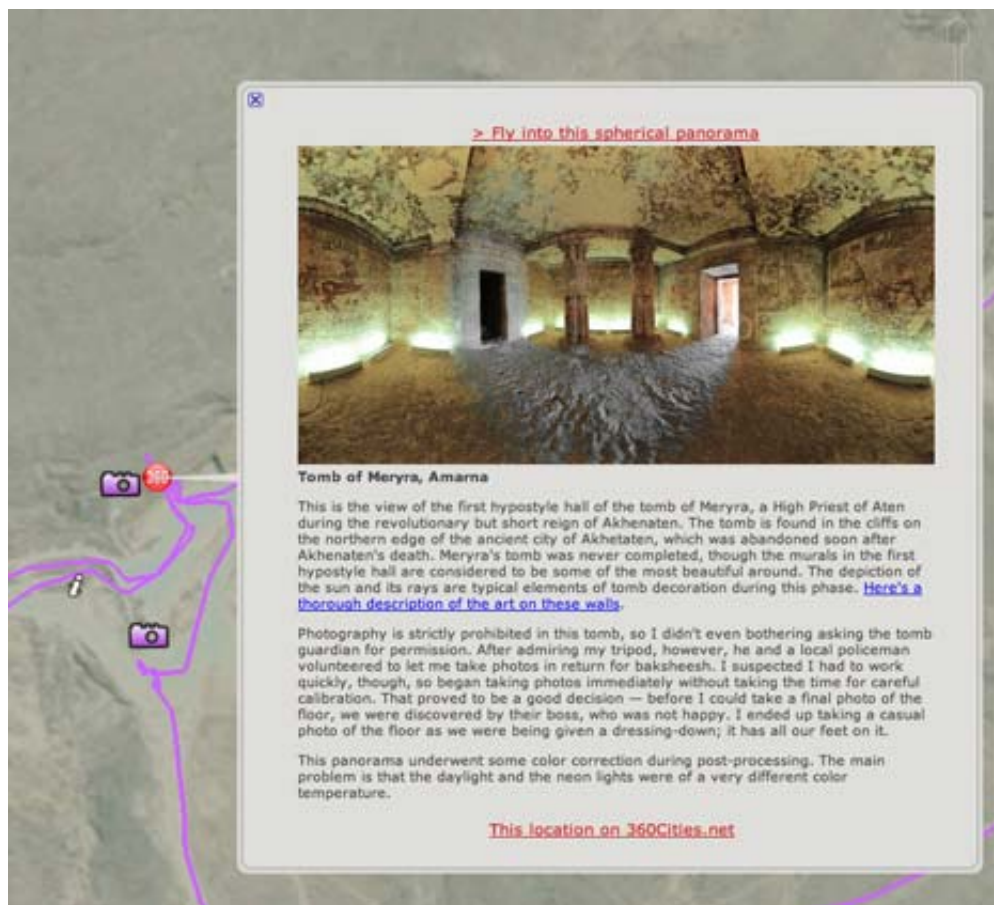 > Fly into this spherical panorama
360
Tomb of Meryra, Amarna
This is the view of the first hypostyle hall of the tomb of Meryra, a High Priest of Aten
during the revolutionary but short reign of Akhenaten. The tomb is found in the cliffs on
the northern edge of the ancient city of Akhetaten, which was abandoned soon after
Akhenaten's death. Meryra's tomb was never completed, though the murals in the first
hypostyle hall are considered to be some of the most beautiful around. The depiction of
the sun and its rays are typical elements of tomb decoration during this phase. Here's a
thorough description of the art on these walls.
Photography is strictly prohibited in this tomb, so I didn't even bothering asking the tomb
guardian for permission. After admiring my tripod, however, he and a local policeman
volunteered to let me take photos in return for baksheesh. I suspected I had to work
quickly, though, so began taking photos immediately without taking the time for careful
calibration. That proved to be a good decision — before I could take a final photo of the
floor, we were discovered by their boss, who was not happy. I ended up taking a casual
photo of the floor as we were being given a dressing-down; it has all our feet on it.
This panorama underwent some color correction during post-processing. The main
problem is that the daylight and the neon lights were of a very different color
temperature.
This location on 360Cities.net